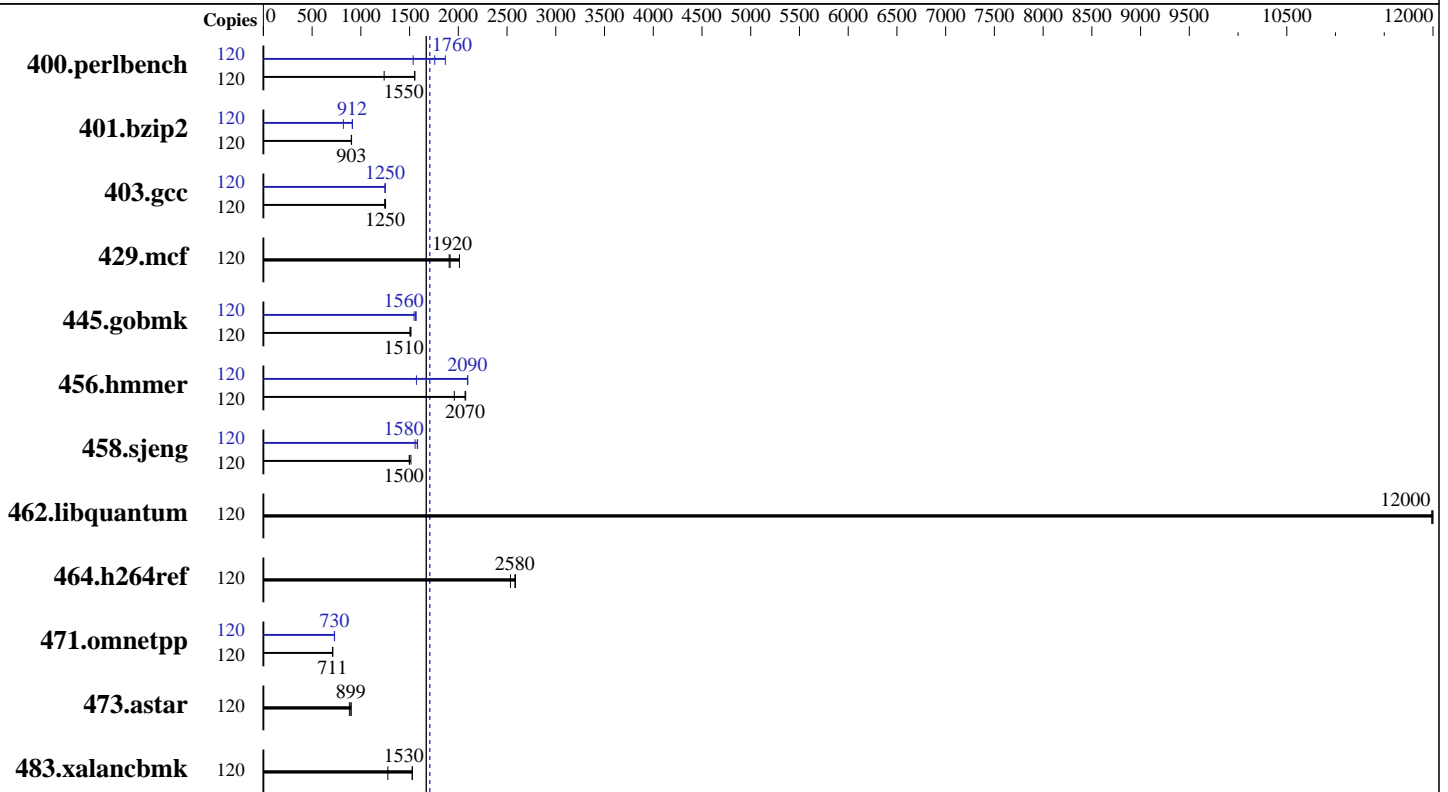 Copies 0 500 1000 1500 2000 2500 3000 3500 4000 4500 5000 5500 6000 6500 7000 7500 8000 8500 9000 9500 10500 12000
400.perlbench 120 1760
120 1550
401.bzip2 120 912
120 903
403.gcc 120 1250
120 1250
429.mcf 120 1920
445.gobmk 120 1560
120 1510
456.hmmer 120 2090
120 2070
458.sjeng 120 1580
120 1500
462.libquantum 120 12000
464.h264ref 120 2580
471.omnetpp 120 730
120 711
473.astar 120 899
483.xalancbmk 120 1530